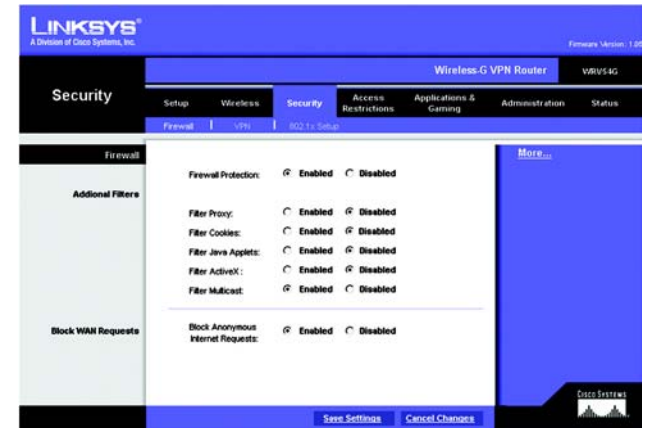 LINKSYS®
A Division of Cisco Systems, Inc.
Firmware Version: 1.06
Wireless-G VPN Router WRV54G
Security
Setup Wireless Security Access Restrictions Applications & Gaming Administration Status
Firewall VPN 802.1x Setup
Firewall
More...
Firewall Protection: Enabled Disabled
Addional Filters
Filter Proxy: Enabled Disabled
Filter Cookies: Enabled Disabled
Filter Java Applets: Enabled Disabled
Filter ActiveX : Enabled Disabled
Filter Multicast: Enabled Disabled
Block WAN Requests
Block Anonymous
Internet Requests: Enabled Disabled
Save Settings Cancel Changes
CISCO SYSTEMS